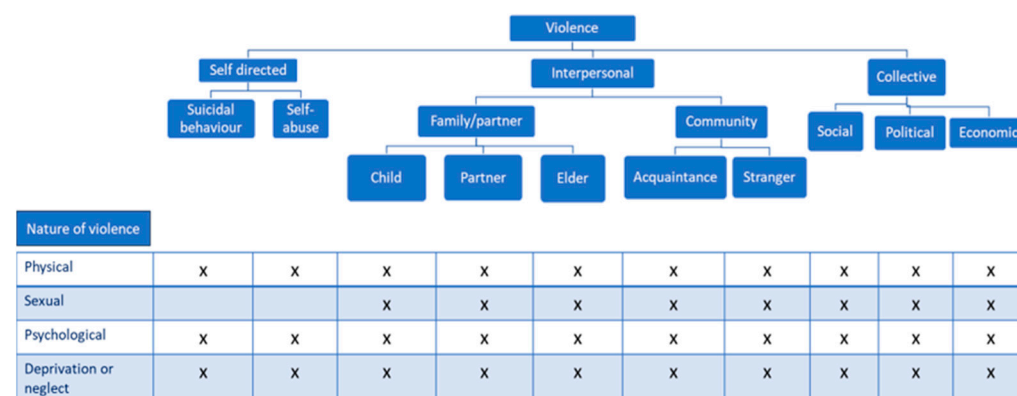 Violence
Self directed
Interpersonal
Collective
Suicidal
behaviour
Self-
abuse
Family/partner
Community
Social
Political
Economic
Child
Partner
Elder
Acquaintance
Stranger
Nature of violence
Physical x x x x x x x x x x
Sexual x x x x x x x x
Psychological x x x x x x x x x x
Deprivation or
neglect x x x x x x x x x x